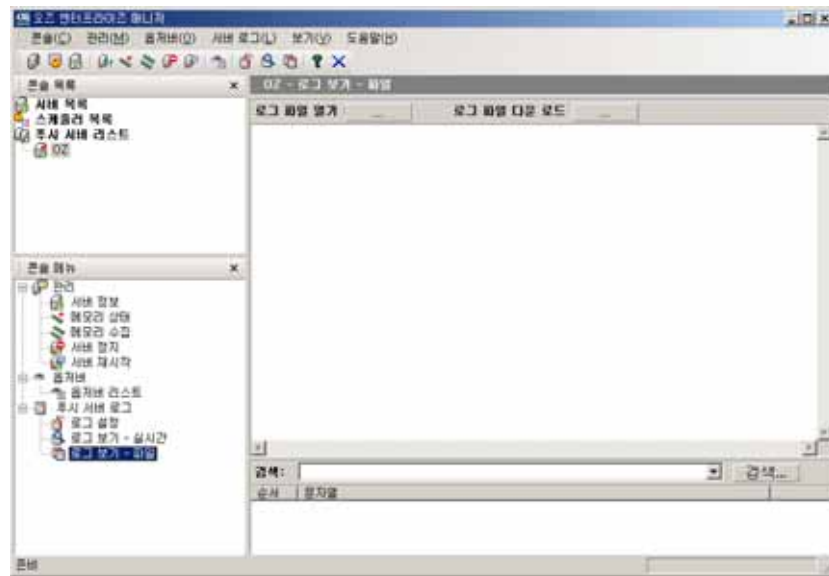 오즈 엔터프라이즈 매니저
콘솔(C) 관리(M) 옵저버(O) 서버 로그(L) 보기(V) 도움말(H)
콘솔 목록
서버 목록
스케줄러 목록
푸시 서버 리스트
OZ
콘솔 메뉴
관리
서버 정보
메모리 상태
메모리 수집
서버 정지
서버 재시작
옵저버
옵저버 리스트
푸시 서버 로그
로그 설정
로그 보기 - 실시간
로그 보기 - 파일
OZ - 로그 보기 - 파일
로그 파일 열기 ... 로그 파일 다운 로드 ...
검색: 검색...
순서 문자열
준비